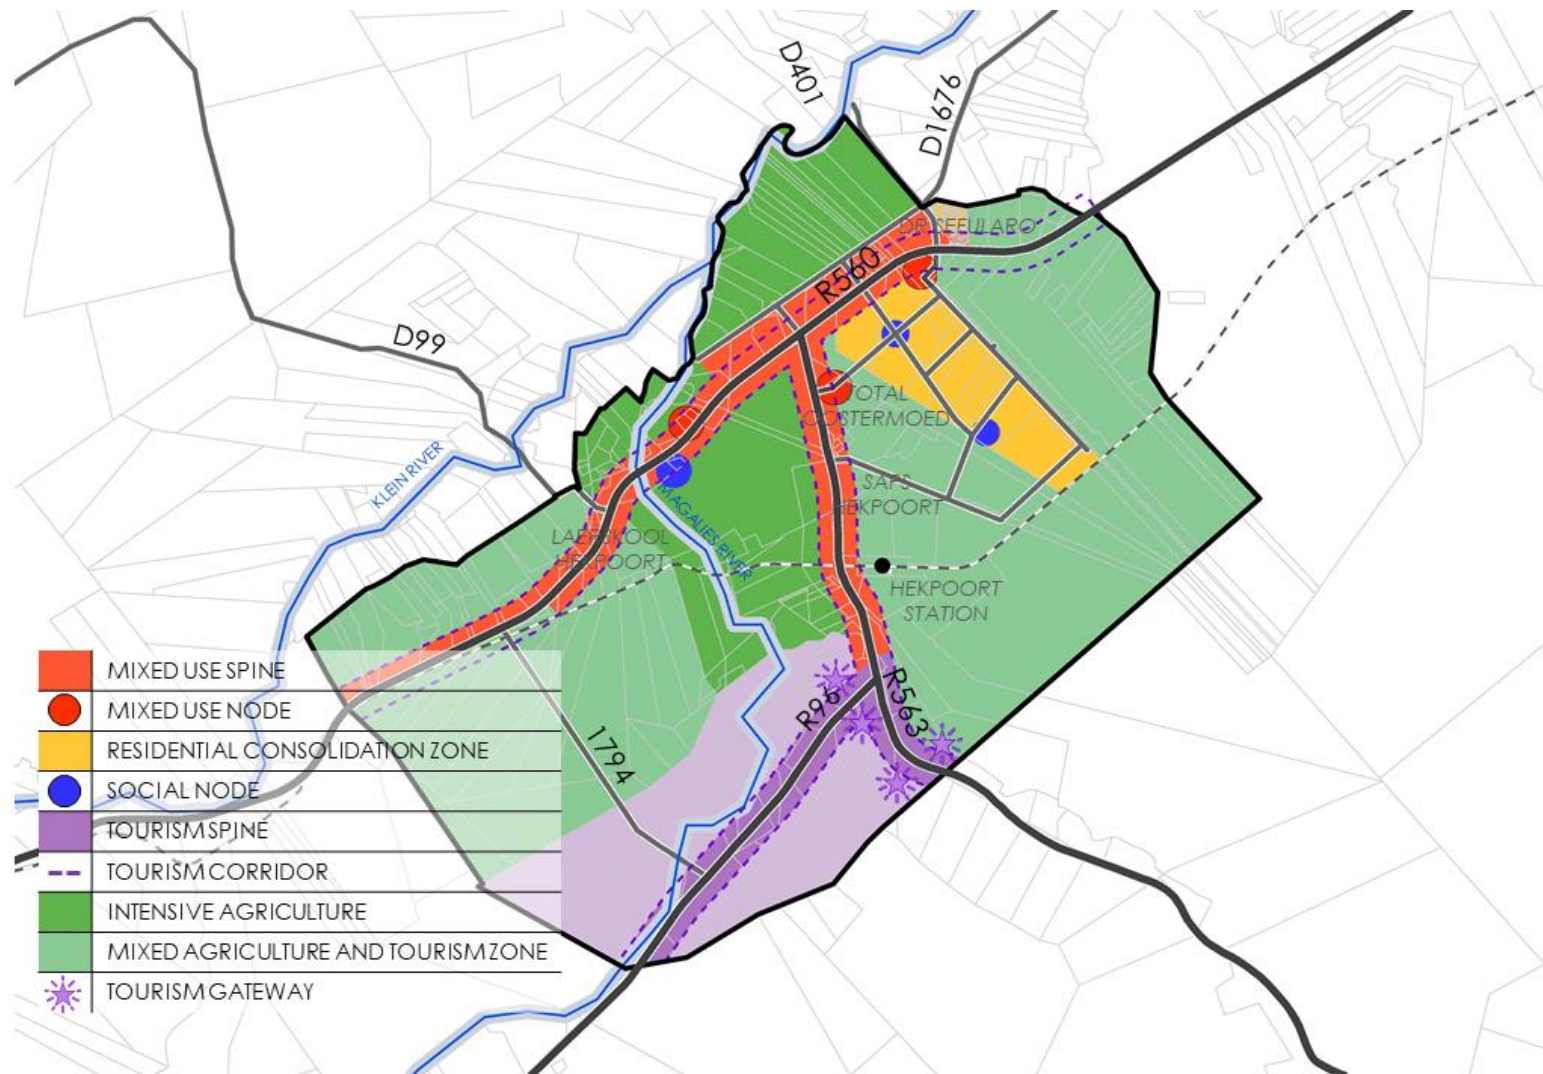 D401
D1676
DR SEEULARO
R560
D99
TOTAL
OOSTERMOED
KLEIN RIVER
SAPS
HEKPOORT
MAGALIES RIVER
LAERSKOOL
HEKPOORT
HEKPOORT
STATION
R563
R96
1794
MIXED USE SPINE
MIXED USE NODE
RESIDENTIAL CONSOLIDATION ZONE
SOCIAL NODE
TOURISM SPINE
TOURISM CORRIDOR
INTENSIVE AGRICULTURE
MIXED AGRICULTURE AND TOURISM ZONE
TOURISM GATEWAY